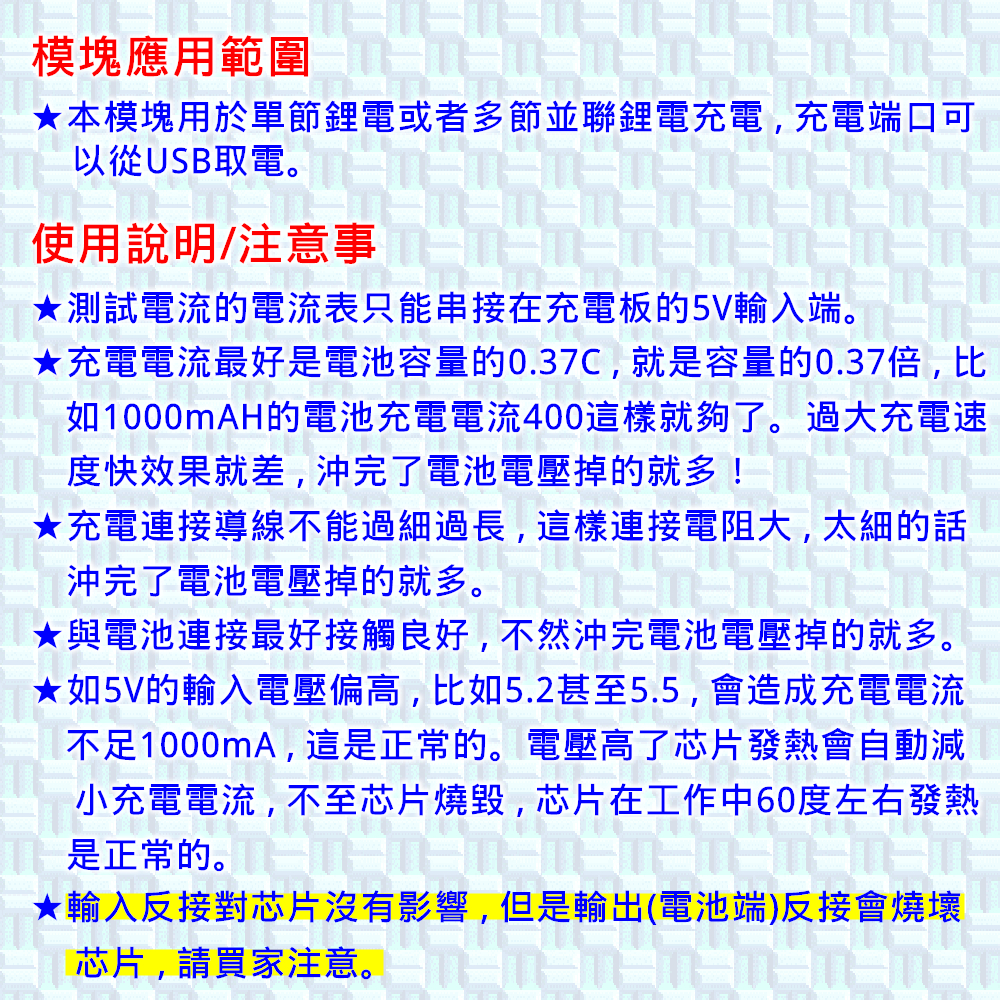 模塊應用範圍
★本模塊用於單節鋰電或者多節並聯鋰電充電，充電端口可
以從USB取電。
使用說明/注意事
★測試電流的電流表只能串接在充電板的5V輸入端。
★充電電流最好是電池容量的0.37C，就是容量的0.37倍，比
如1000mAH的電池充電電流400這樣就夠了。過大充電速
度快效果就差，沖完了電池電壓掉的就多！
★充電連接導線不能過細過長，這樣連接電阻大，太細的話
沖完了電池電壓掉的就多。
★與電池連接最好接觸良好，不然沖完電池電壓掉的就多。
★如5V的輸入電壓偏高，比如5.2甚至5.5，會造成充電電流
不足1000mA，這是正常的。電壓高了芯片發熱會自動減
小充電電流，不至芯片燒毀，芯片在工作中60度左右發熱
是正常的。
★輸入反接對芯片沒有影響，但是輸出(電池端)反接會燒壞
芯片，請買家注意。